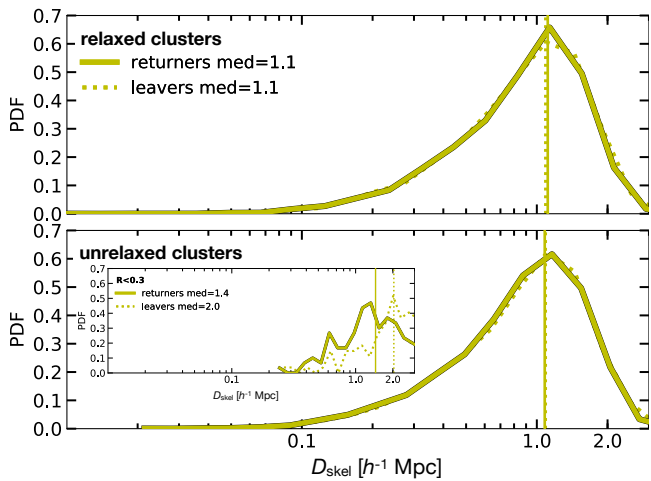 0.7
relaxed clusters
0.6
returners med=1.1
0.5
leavers med=1.1
0.4
PDF
0.3
0.2
0.1
0.0
0.7
unrelaxed clusters
0.6
0.7
R<0.3
0.6
returners med=1.4
0.5
leavers med=2.0
0.4
PDF
0.3
0.2
0.1
0.0
0.1 1.0 2.0
Dskel [h-1 Mpc]
0.5
0.4
PDF
0.3
0.2
0.1
0.0
0.1 1.0 2.0
Dskel [h-1 Mpc]